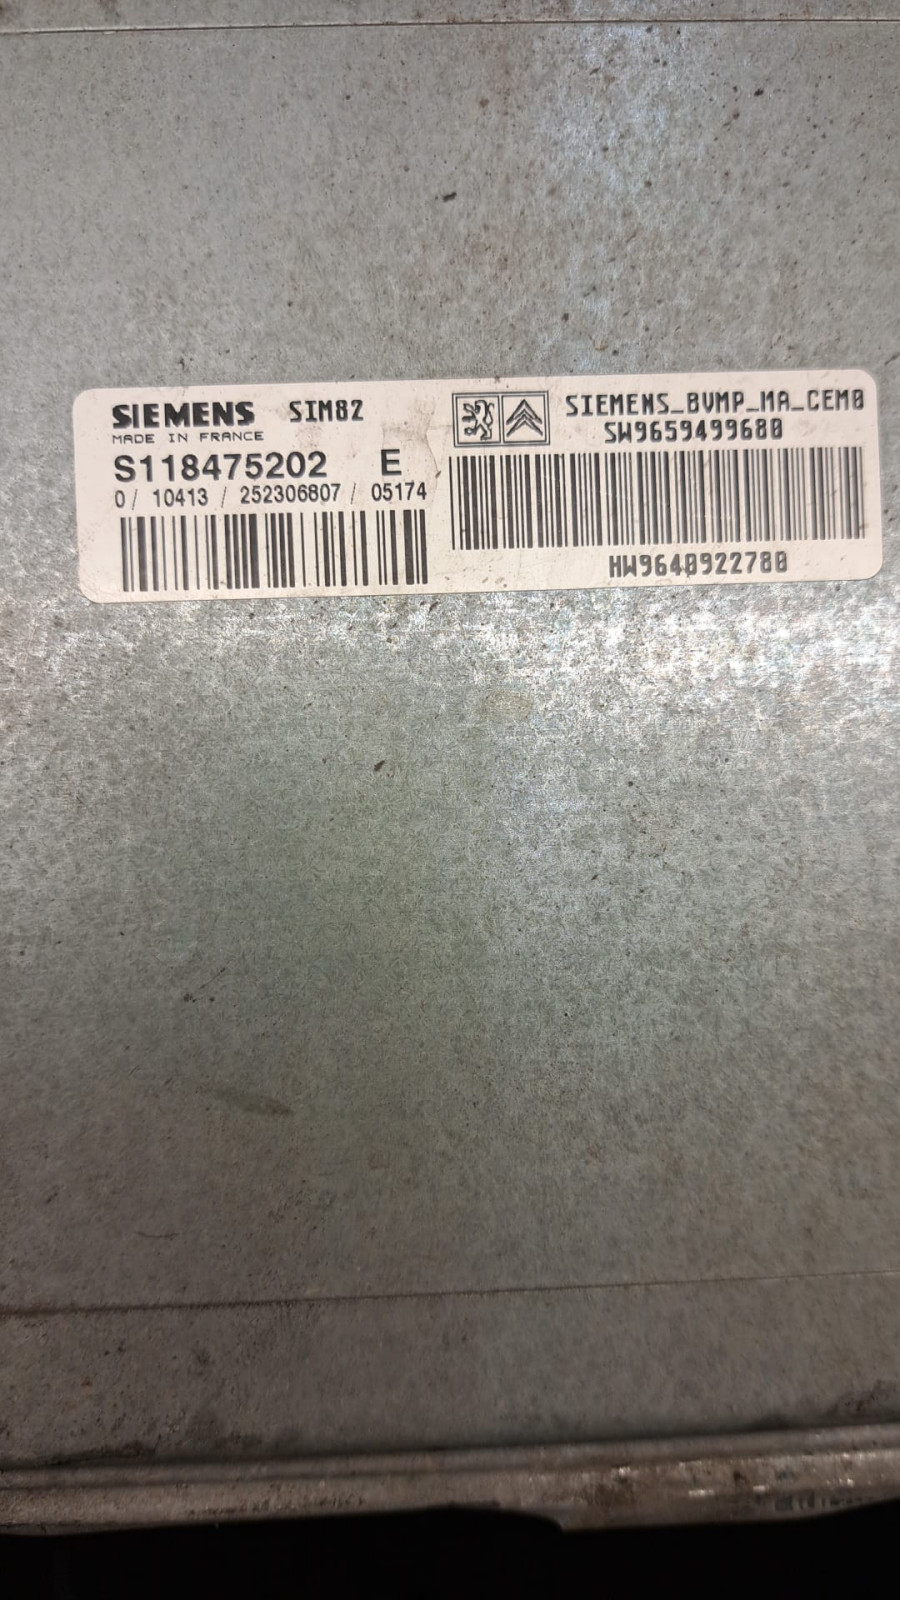 SIEMENS SIM82
MADE IN FRANCE
S118475202 E
0/ 10413 / 252306807 / 05174
SIEMENS_BVMP_MA_CEM0
SW9659499680
HW9640922780